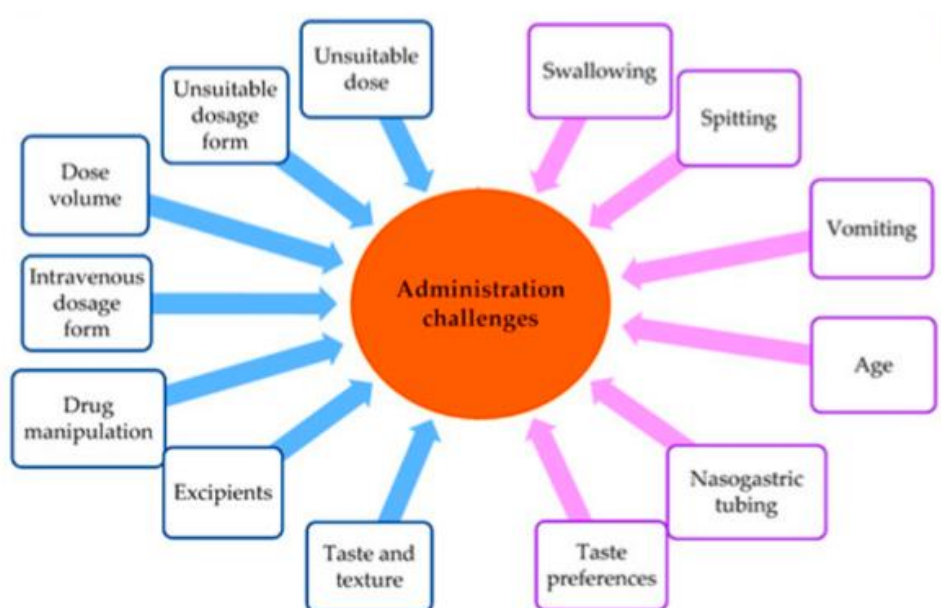 Unsuitable
dose
Unsuitable
dosage
form
Dose
volume
Intravenous
dosage
form
Drug
manipulation
Excipients
Taste and
texture
Administration
challenges
Swallowing
Spitting
Vomiting
Age
Nasogastric
tubing
Taste
preferences